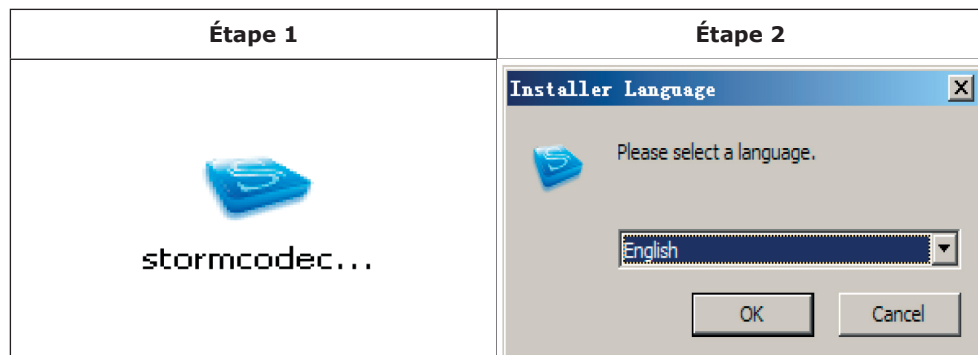 Étape 1
Étape 2
stormcodec...
Installer Language
Please select a language.
English
OK
Cancel